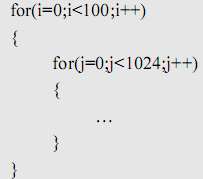 for(i=0;i<100;i++)
{
for(j=0;j<1024;j++)
{
…
}
}